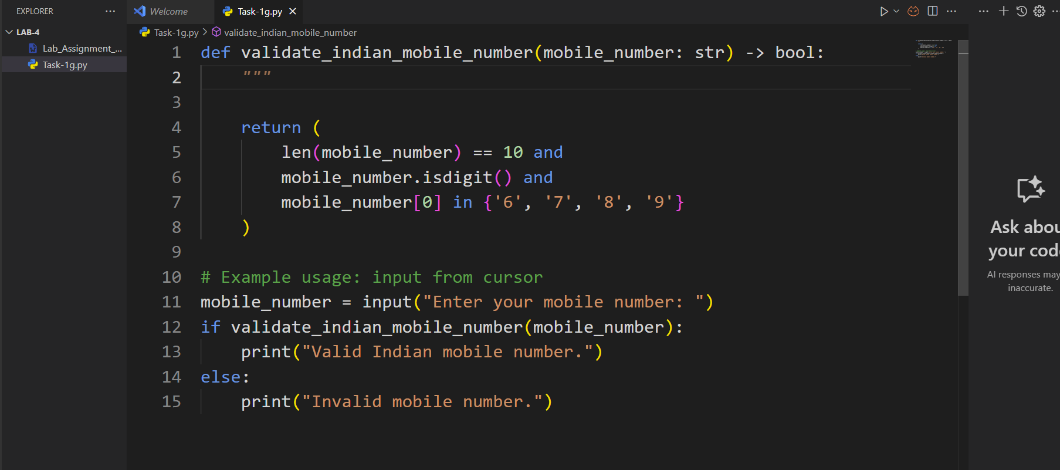 EXPLORER ···
LAB-4
Lab_Assignment_...
Task-1g.py
Welcome
Task-1g.py
Task-1g.py > validate_indian_mobile_number
1 def validate_indian_mobile_number(mobile_number: str) -> bool:
2     """
3
4     return (
5         len(mobile_number) == 10 and
6         mobile_number.isdigit() and
7         mobile_number[0] in {'6', '7', '8', '9'}
8     )
9
10 # Example usage: input from cursor
11 mobile_number = input("Enter your mobile number: ")
12 if validate_indian_mobile_number(mobile_number):
13     print("Valid Indian mobile number.")
14 else:
15     print("Invalid mobile number.")
Ask abou
your cod
AI responses may
inaccurate.